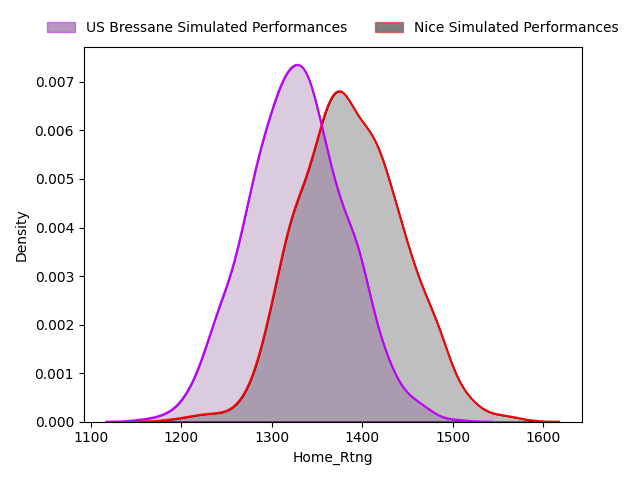 US Bressane Simulated Performances Nice Simulated Performances
0.007
0.006
0.005
0.004
0.003
0.002
0.001
0.000
Density
1100 1200 1300 1400 1500 1600
Home_Rtng